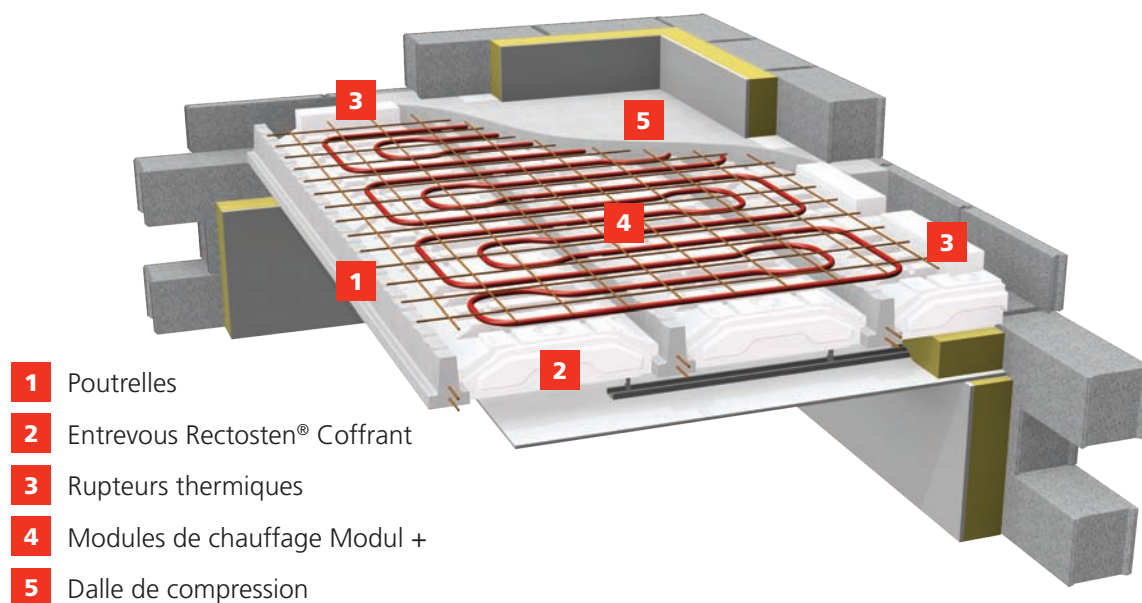 3
5
4
3
1
2
1 Poutrelles
2 Entrevous Rectosten® Coffrant
3 Rupteurs thermiques
4 Modules de chauffage Modul +
5 Dalle de compression